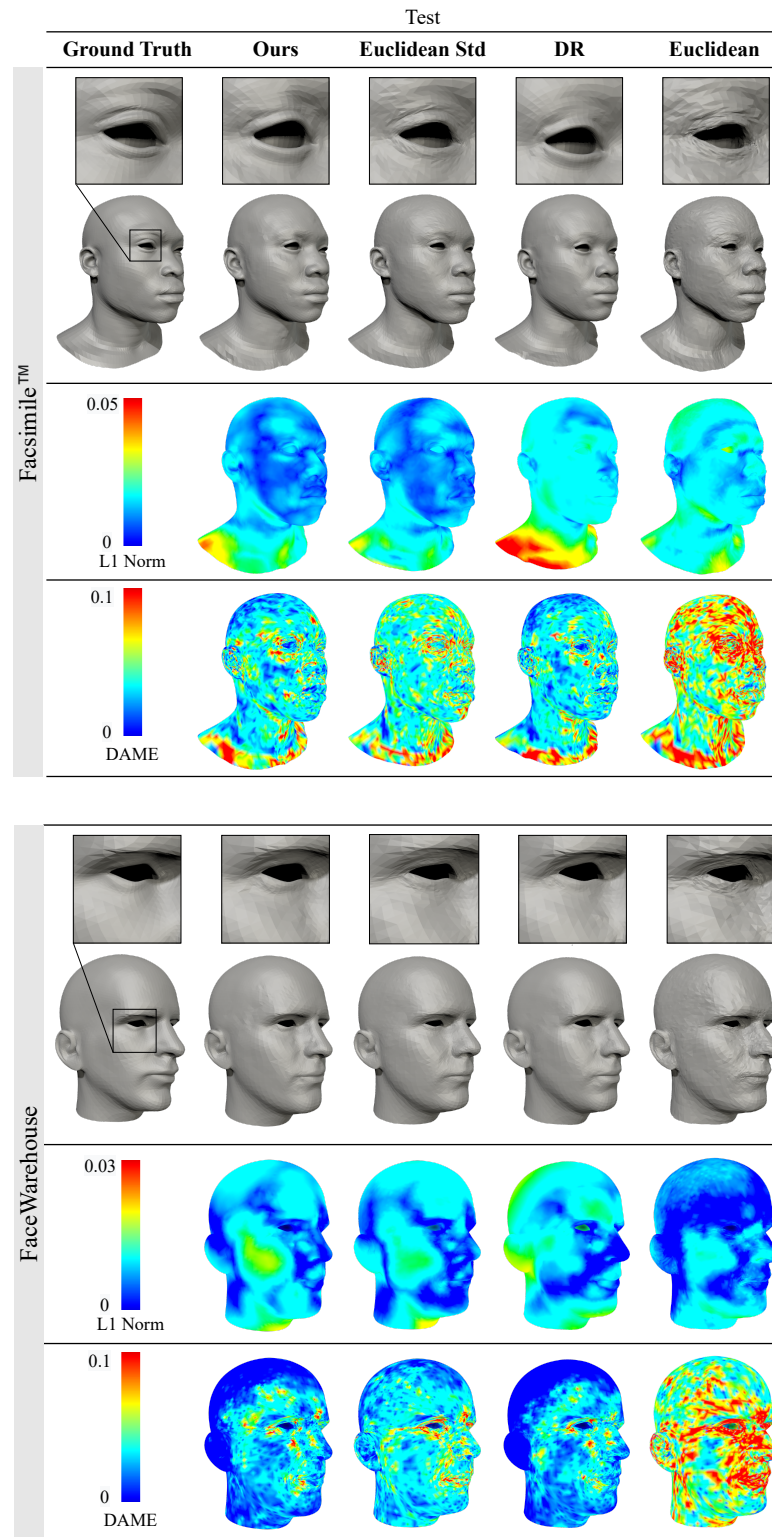 Test
Ground Truth Ours Euclidean Std DR Euclidean
Facsimile™
0.05
0
L1 Norm
0.1
0
DAME
FaceWarehouse
0.03
0
L1 Norm
0.1
0
DAME